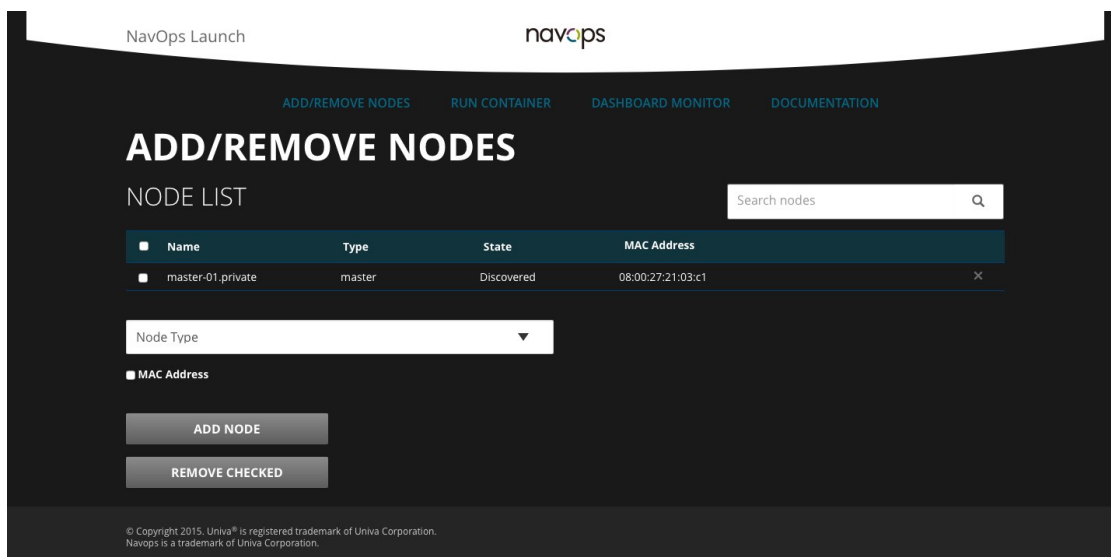 NavOps Launch
navops
ADD/REMOVE NODES RUN CONTAINER DASHBOARD MONITOR DOCUMENTATION
ADD/REMOVE NODES
NODE LIST
Search nodes
Name Type State MAC Address
master-01.private master Discovered 08:00:27:21:03:c1
Node Type
MAC Address
ADD NODE
REMOVE CHECKED
© Copyright 2015. Univa® is registered trademark of Univa Corporation.
Navops is a trademark of Univa Corporation.